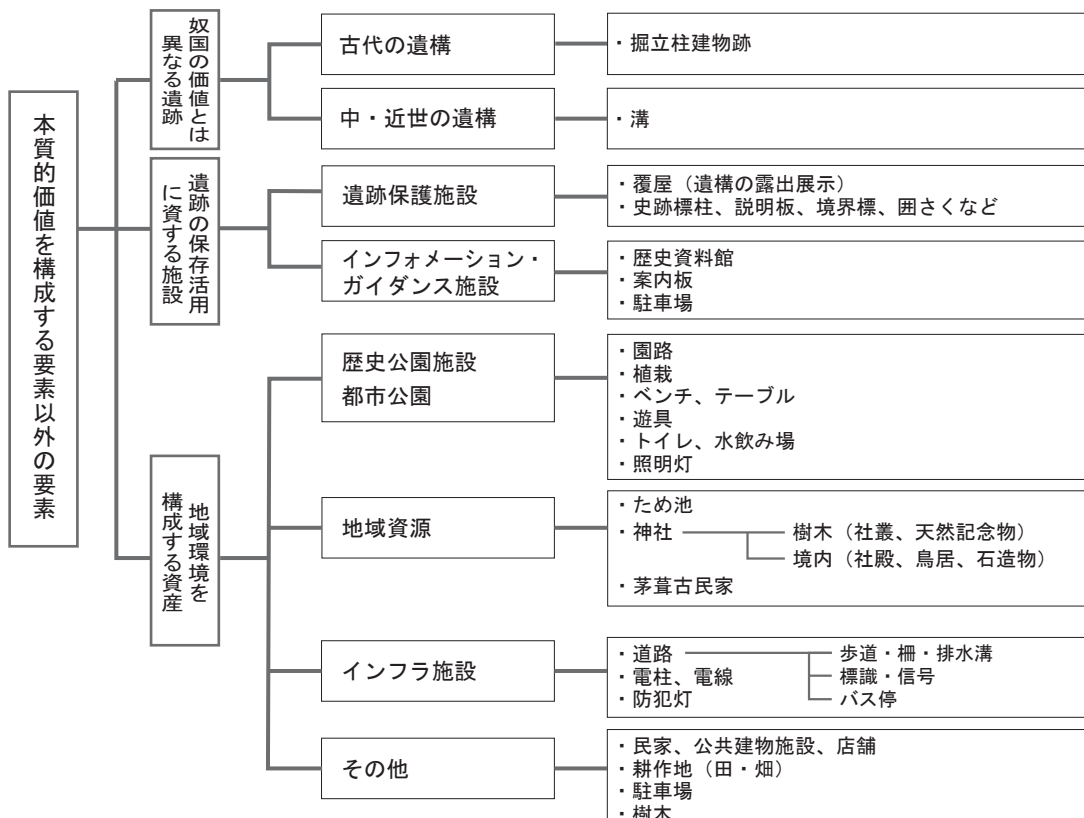 本質的価値を構成する要素以外の要素
奴国の価値とは
異なる遺跡
古代の遺構
・掘立柱建物跡
中・近世の遺構
・溝
遺跡の保存活用
に資する施設
遺跡保護施設
・覆屋（遺構の露出展示）
・史跡標柱、説明板、境界標、囲さくなど
インフォメーション・
ガイダンス施設
・歴史資料館
・案内板
・駐車場
地域環境を
構成する資産
歴史公園施設
都市公園
・園路
・植栽
・ベンチ、テーブル
・遊具
・トイレ、水飲み場
・照明灯
地域資源
・ため池
・神社
樹木（社叢、天然記念物）
境内（社殿、鳥居、石造物）
・茅葺古民家
インフラ施設
・道路
歩道・柵・排水溝
標識・信号
バス停
・電柱、電線
・防犯灯
その他
・民家、公共建物施設、店舗
・耕作地（田・畑）
・駐車場
・樹木